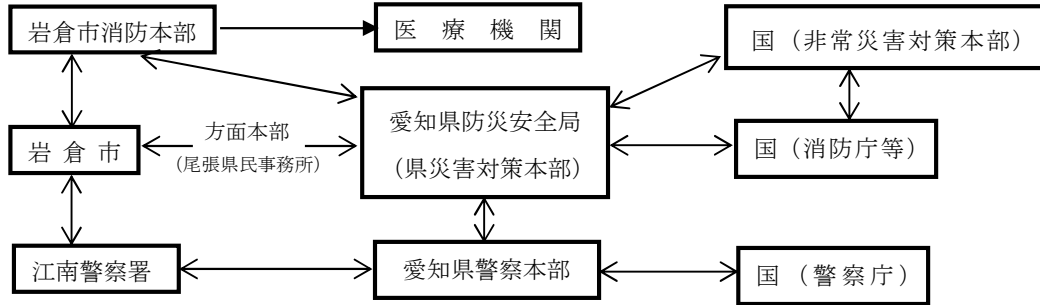 岩倉市消防本部
医療機関
国（非常災害対策本部）
愛知県防災安全局
（県災害対策本部）
方面本部
（尾張県民事務所）
岩倉市
国（消防庁等）
江南警察署
愛知県警察本部
国（警察庁）